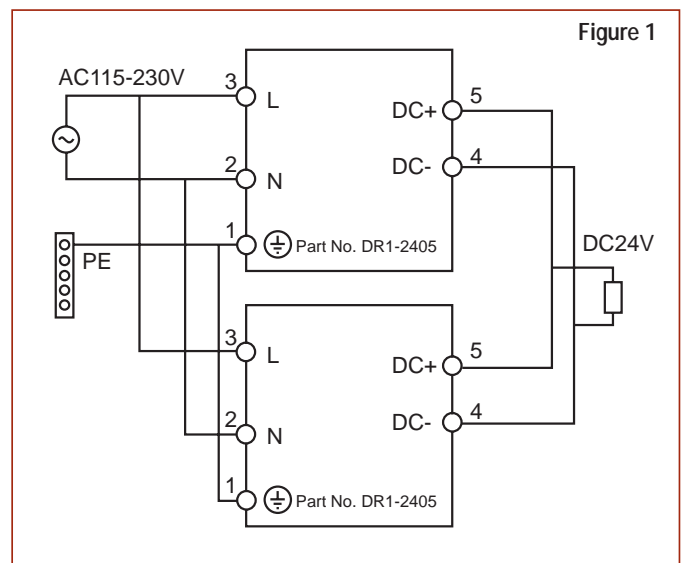 Figure 1
AC115-230V
3
L
5
DC+
2
N
4
DC-
1
Part No. DR1-2405
PE
DC24V
3
L
5
DC+
2
N
4
DC-
1
Part No. DR1-2405